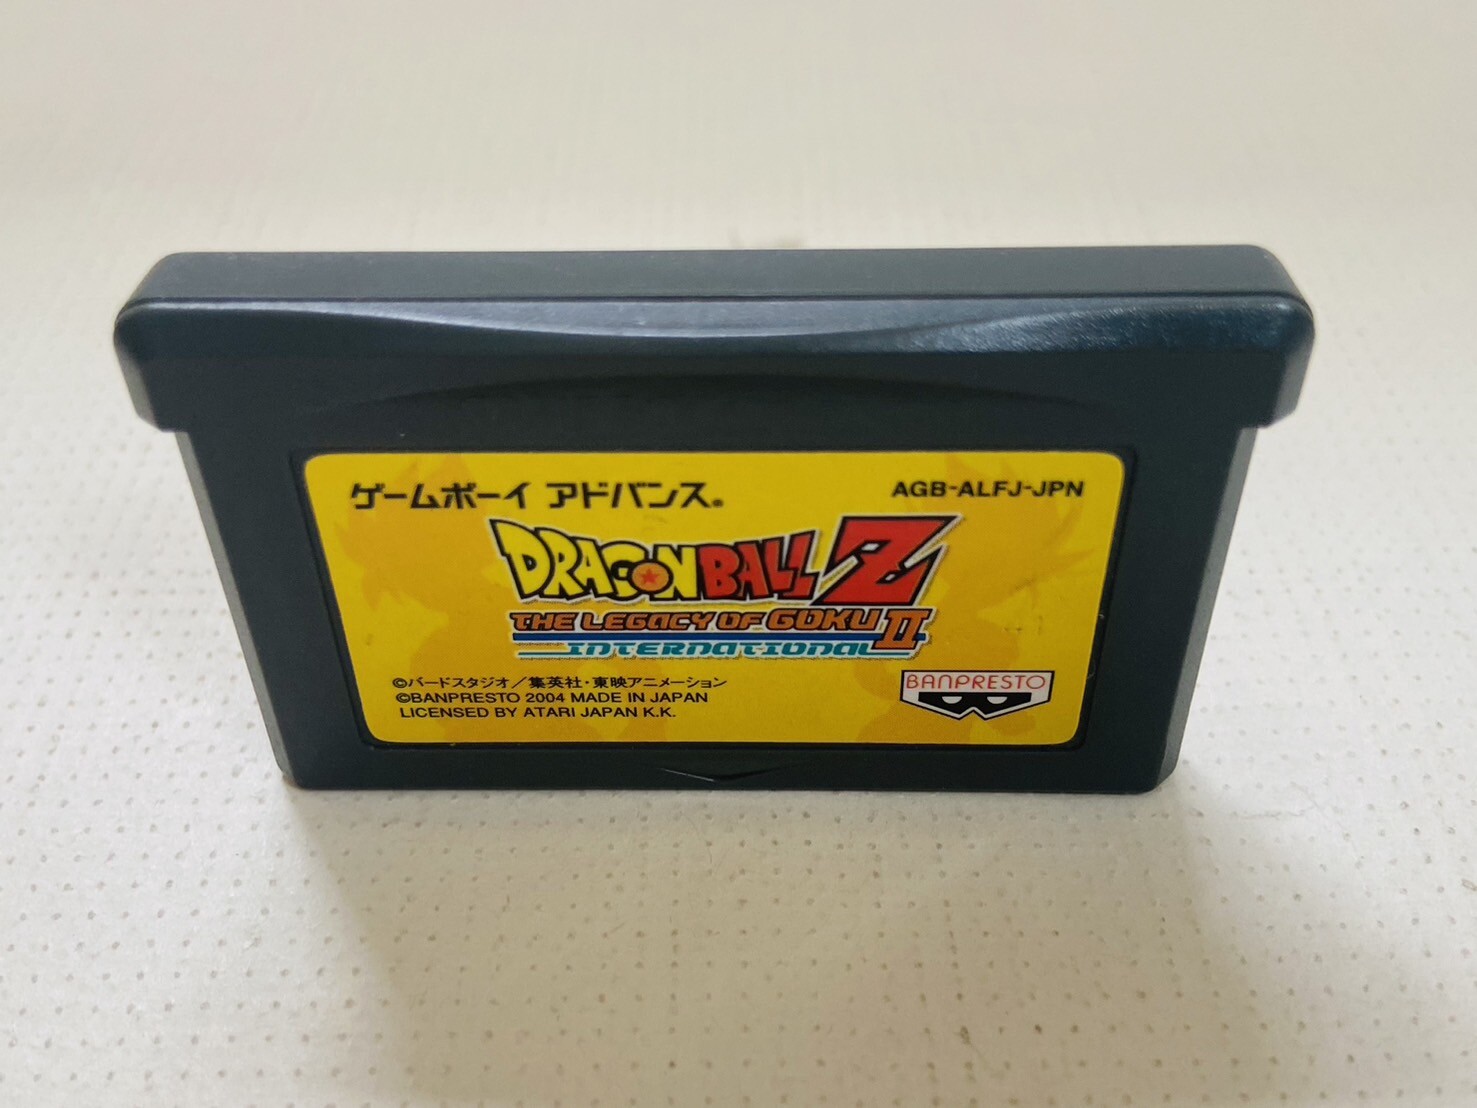 ゲームボーイ アドバンス®
AGB-ALFJ-JPN
DRAGON BALL Z
THE LEGACY OF GOKU II
INTERNATIONAL
©バードスタジオ／集英社・東映アニメーション
©BANPRESTO 2004 MADE IN JAPAN
LICENSED BY ATARI JAPAN K.K.
BANPRESTO